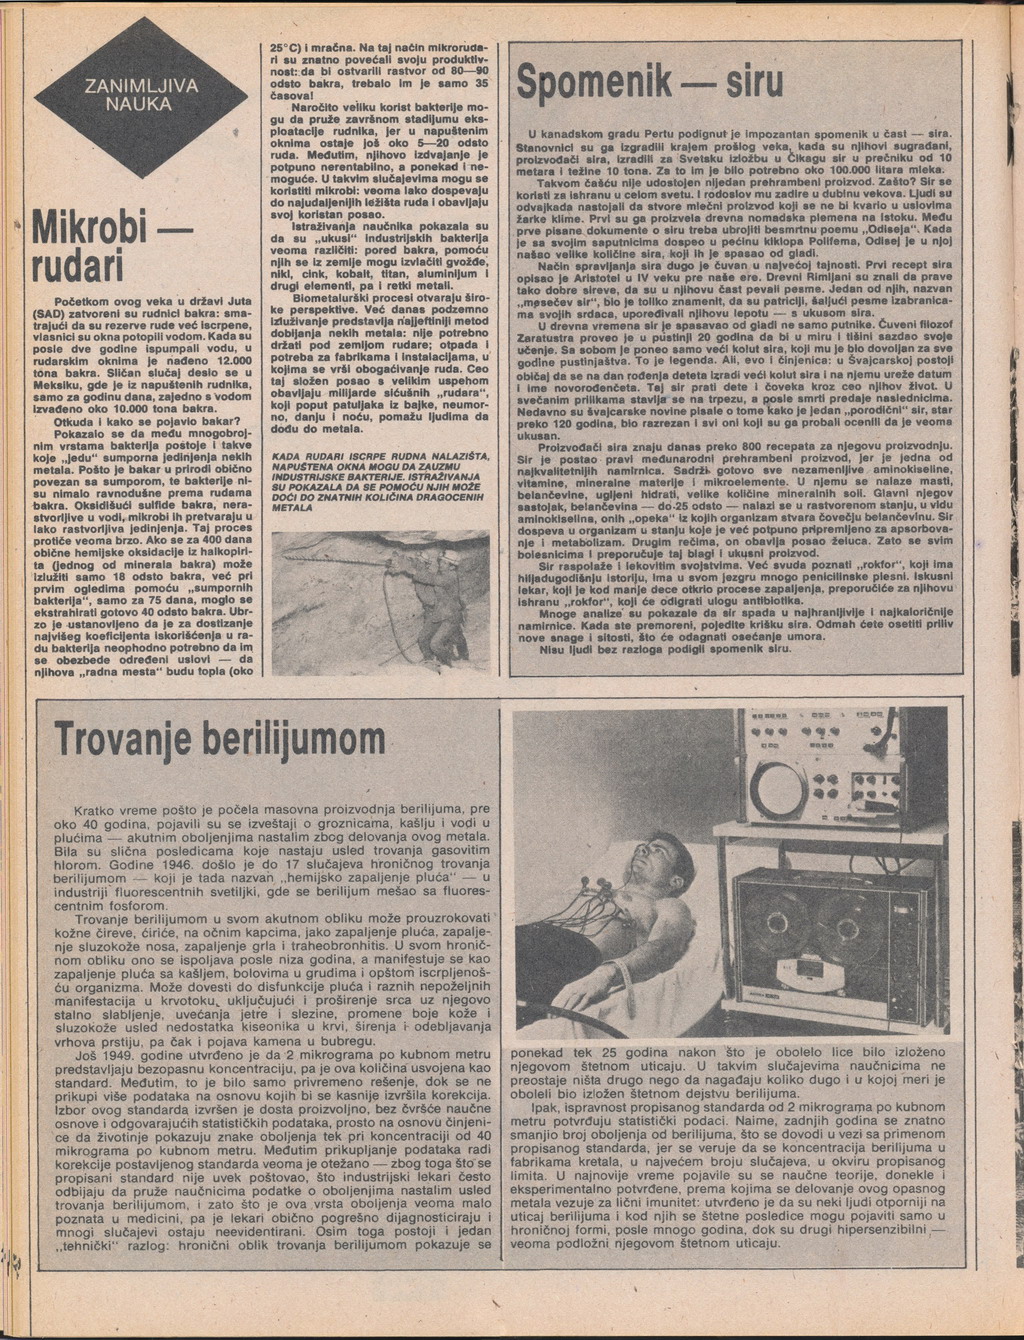 ZANIMLJIVA
NAUKA
Mikrobi —
rudari
Početkom ovog veka u državi Juta
(SAD) zatvoreni su rudnici bakra: sma-
trajući da su rezerve rude već iscrpene,
vlasnici su okna potopili vodom. Kada su
posle dve godine ispumpali vodu, u
rudarskim oknima je nađeno 12.000
tona bakra. Sličan slučaj desio se u
Meksiku, gde je iz napuštenih rudnika,
samo za godinu dana, zajedno s vodom
izvađeno oko 10.000 tona bakra.
Otkuda i kako se pojavio bakar?
Pokazalo se da među mnogobroj-
nim vrstama bakterija postoje i takve
koje „jedu“ sumporna jedinjenja nekih
metala. Pošto je bakar u prirodi obično
povezan sa sumporom, te bakterije ni-
su nimalo ravnodušne prema rudama
bakra. Oksidišući sulfide bakra, nera-
stvorljive u vodi, mikrobi ih pretvaraju u
lako rastvorljiva jedinjenja. Taj proces
protiče veoma brzo. Ako se za 400 dana
obične hemijske oksidacije iz halkopiri-
ta (jednog od minerala bakra) može
izlužiti samo 18 odsto bakra, već pri
prvim ogledima pomoću „sumpornih
bakterija“, samo za 75 dana, moglo se
ekstrahirati gotovo 40 odsto bakra. Ubr-
zo je ustanovljeno da je za dostizanje
najvišeg koeficijenta iskorišćenja u ra-
du bakterija neophodno potrebno da im
se obezbede određeni uslovi — da
njihova „radna mesta“ budu topla (oko
25°C) i mračna. Na taj način mikroruda-
ri su znatno povećali svoju produktiv-
nost: da bi ostvarili rastvor od 80—90
odsto bakra, trebalo im je samo 35
časova!
Naročito veliku korist bakterije mo-
gu da pruže završnom stadijumu eks-
ploatacije rudnika, jer u napuštenim
oknima ostaje još oko 5—20 odsto
ruda. Međutim, njihovo izdvajanje je
potpuno nerentabilno, a ponekad i ne-
moguće. U takvim slučajevima mogu se
koristiti mikrobi: veoma lako dospevaju
do najudaljenijih ležišta ruda i obavljaju
svoj koristan posao.
Istraživanja naučnika pokazala su
da su „ukusi“ industrijskih bakterija
veoma različiti: pored bakra, pomoću
njih se iz zemlje mogu izvlačiti gvožđe,
nikl, cink, kobalt, titan, aluminijum i
drugi elementi, pa i retki metali.
Biometalurški procesi otvaraju širo-
ke perspektive. Već danas podzemno
izluživanje predstavlja najjeftiniji metod
dobijanja nekih metala: nije potrebno
držati pod zemljom rudare; otpada i
potreba za fabrikama i instalacijama, u
kojima se vrši obogaćivanje ruda. Ceo
taj složen posao s velikim uspehom
obavljaju milijarde sićušnih „rudara“,
koji poput patuljaka iz bajke, neumor-
no, danju i noću, pomažu ljudima da
dođu do metala.
KADA RUDARI ISCRPE RUDNA NALAZIŠTA,
NAPUŠTENA OKNA MOGU DA ZAUZMU
INDUSTRIJSKE BAKTERIJE. ISTRAŽIVANJA
SU POKAZALA DA SE POMOĆU NJIH MOŽE
DOĆI DO ZNATNIH KOLIČINA DRAGOCENIH
METALA
Spomenik — siru
U kanadskom gradu Pertu podignut je impozantan spomenik u čast — sira.
Stanovnici su ga izgradili krajem prošlog veka, kada su njihovi sugrađani,
proizvođači sira, izradili za Svetsku izložbu u Čikagu sir u prečniku od 10
metara i težine 10 tona. Za to im je bilo potrebno oko 100.000 litara mleka.
Takvom čašću nije udostojen nijedan prehrambeni proizvod. Zašto? Sir se
koristi za ishranu u celom svetu. I rodoslov mu zadire u dubinu vekova. Ljudi su
odvajkada nastojali da stvore mlečni proizvod koji se ne bi kvario u uslovima
žarke klime. Prvi su ga proizvela drevna nomadska plemena na Istoku. Među
prve pisane dokumente o siru treba ubrojiti besmrtnu poemu „Odiseja“. Kada
je sa svojim saputnicima dospeo u pećinu kiklopa Polifema, Odisej je u njoj
našao velike količine sira, koji ih je spasao od gladi.
Način spravljanja sira dugo je čuvan u najvećoj tajnosti. Prvi recept sira
opisao je Aristotel u IV veku pre naše ere. Drevni Rimljani su znali da prave
tako dobre sireve, da su u njihovu čast pevali pesme. Jedan od njih, nazvan
„mesečev sir“, bio je toliko znamenit, da su patriciji, šaljući pesme izabranica-
ma svojih srdaca, upoređivali njihovu lepotu — s ukusom sira.
U drevna vremena sir je spasavao od gladi ne samo putnike. Čuveni filozof
Zaratustra proveo je u pustinji 20 godina da bi u miru i tišini sazdao svoje
učenje. Sa sobom je poneo samo veći kolut sira, koji mu je bio dovoljan za sve
godine pustinjaštva. To je legenda. Ali, evo i činjenice: u Švajcarskoj postoji
običaj da se na dan rođenja deteta izradi veći kolut sira i na njemu ureže datum
i ime novorođenčeta. Taj sir prati dete i čoveka kroz ceo njihov život. U
svečanim prilikama stavlja se na trpezu, a posle smrti predaje naslednicima.
Nedavno su švajcarske novine pisale o tome kako je jedan „porodični“ sir, star
preko 120 godina, bio razrezan i svi oni koji su ga probali ocenili da je veoma
ukusan.
Proizvođači sira znaju danas preko 800 recepata za njegovu proizvodnju.
Sir je postao pravi međunarodni prehrambeni proizvod, jer je jedna od
najkvalitetnijih namirnica. Sadrži gotovo sve nezamenljive aminokiseline,
vitamine, mineralne materije i mikroelemente. U njemu se nalaze masti,
belančevine, ugljeni hidrati, velike količine mineralnih soli. Glavni njegov
sastojak, belančevina — do 25 odsto — nalazi se u rastvorenom stanju, u vidu
aminokiselina, onih „opeka“ iz kojih organizam stvara čovečju belančevinu. Sir
dospeva u organizam u stanju koje je već potpuno pripremljeno za apsorbova-
nje i metabolizam. Drugim rečima, on obavlja posao želuca. Zato se svim
bolesnicima i preporučuje taj blagi i ukusni proizvod.
Sir raspolaže i lekovitim svojstvima. Već svuda poznati „rokfor“, koji ima
hiljadugodišnju istoriju, ima u svom jezgru mnogo penicilinske plesni. Iskusni
lekar, koji je kod manje dece otkrio procese zapaljenja, preporučiće za njihovu
ishranu „rokfor“, koji će odigrati ulogu antibiotika.
Mnoge analize su pokazale da sir spada u najhranljivije i najkaloričnije
namirnice. Kada ste premoreni, pojedite krišku sira. Odmah ćete osetiti priliv
nove snage i sitosti, što će odagnati osećanje umora.
Nisu ljudi bez razloga podigli spomenik siru.
Trovanje berilijumom
Kratko vreme pošto je počela masovna proizvodnja berilijuma, pre
oko 40 godina, pojavili su se izveštaji o groznicama, kašlju i vodi u
plućima — akutnim oboljenjima nastalim zbog delovanja ovog metala.
Bila su slična posledicama koje nastaju usled trovanja gasovitim
hlorom. Godine 1946. došlo je do 17 slučajeva hroničnog trovanja
berilijumom — koji je tada nazvan „hemijsko zapaljenje pluća“ — u
industriji fluorescentnih svetiljki, gde se berilijum mešao sa fluores-
centnim fosforom.
Trovanje berilijumom u svom akutnom obliku može prouzrokovati
kožne čireve, ćiriće, na očnim kapcima, jako zapaljenje pluća, zapalje-
nje sluzokože nosa, zapaljenje grla i traheobronhitis. U svom hronič-
nom obliku ono se ispoljava posle niza godina, a manifestuje se kao
zapaljenje pluća sa kašljem, bolovima u grudima i opštom iscrpljenoš-
ću organizma. Može dovesti do disfunkcije pluća i raznih nepoželjnih
manifestacija u krvotoku, uključujući i proširenje srca uz njegovo
stalno slabljenje, uvećanja jetre i slezine, promene boje kože i
sluzokože usled nedostatka kiseonika u krvi, širenja i odebljavanja
vrhova prstiju, pa čak i pojava kamena u bubregu.
Još 1949. godine utvrđeno je da 2 mikrograma po kubnom metru
predstavljaju bezopasnu koncentraciju, pa je ova količina usvojena kao
standard. Međutim, to je bilo samo privremeno rešenje, dok se ne
prikupi više podataka na osnovu kojih bi se kasnije izvršila korekcija.
Izbor ovog standarda izvršen je dosta proizvoljno, bez čvršće naučne
osnove i odgovarajućih statističkih podataka, prosto na osnovu činjeni-
ce da životinje pokazuju znake oboljenja tek pri koncentraciji od 40
mikrograma po kubnom metru. Međutim prikupljanje podataka radi
korekcije postavljenog standarda veoma je otežano — zbog toga što se
propisani standard nije uvek poštovao, što industrijski lekari često
odbijaju da pruže naučnicima podatke o oboljenjima nastalim usled
trovanja berilijumom, i zato što je ova vrsta oboljenja veoma malo
poznata u medicini, pa je lekari obično pogrešno dijagnosticiraju i
mnogi slučajevi ostaju neevidentirani. Osim toga postoji i jedan
„tehnički“ razlog: hronični oblik trovanja berilijumom pokazuje se
ponekad tek 25 godina nakon što je obolelo lice bilo izloženo
njegovom štetnom uticaju. U takvim slučajevima naučnicima ne
preostaje ništa drugo nego da nagađaju koliko dugo i u kojoj meri je
oboleli bio izložen štetnom dejstvu berilijuma.
Ipak, ispravnost propisanog standarda od 2 mikrograma po kubnom
metru potvrđuju statistički podaci. Naime, zadnjih godina se znatno
smanjio broj oboljenja od berilijuma, što se dovodi u vezi sa primenom
propisanog standarda, jer se veruje da se koncentracija berilijuma u
fabrikama kretala, u najvećem broju slučajeva, u okviru propisanog
limita. U najnovije vreme pojavile su se naučne teorije, donekle i
eksperimentalno potvrđene, prema kojima se delovanje ovog opasnog
metala vezuje za lični imunitet: utvrđeno je da su neki ljudi otporniji na
uticaj berilijuma i kod njih se štetne posledice mogu pojaviti samo u
hroničnoj formi, posle mnogo godina, dok su drugi hipersenzibilni —
veoma podložni njegovom štetnom uticaju.